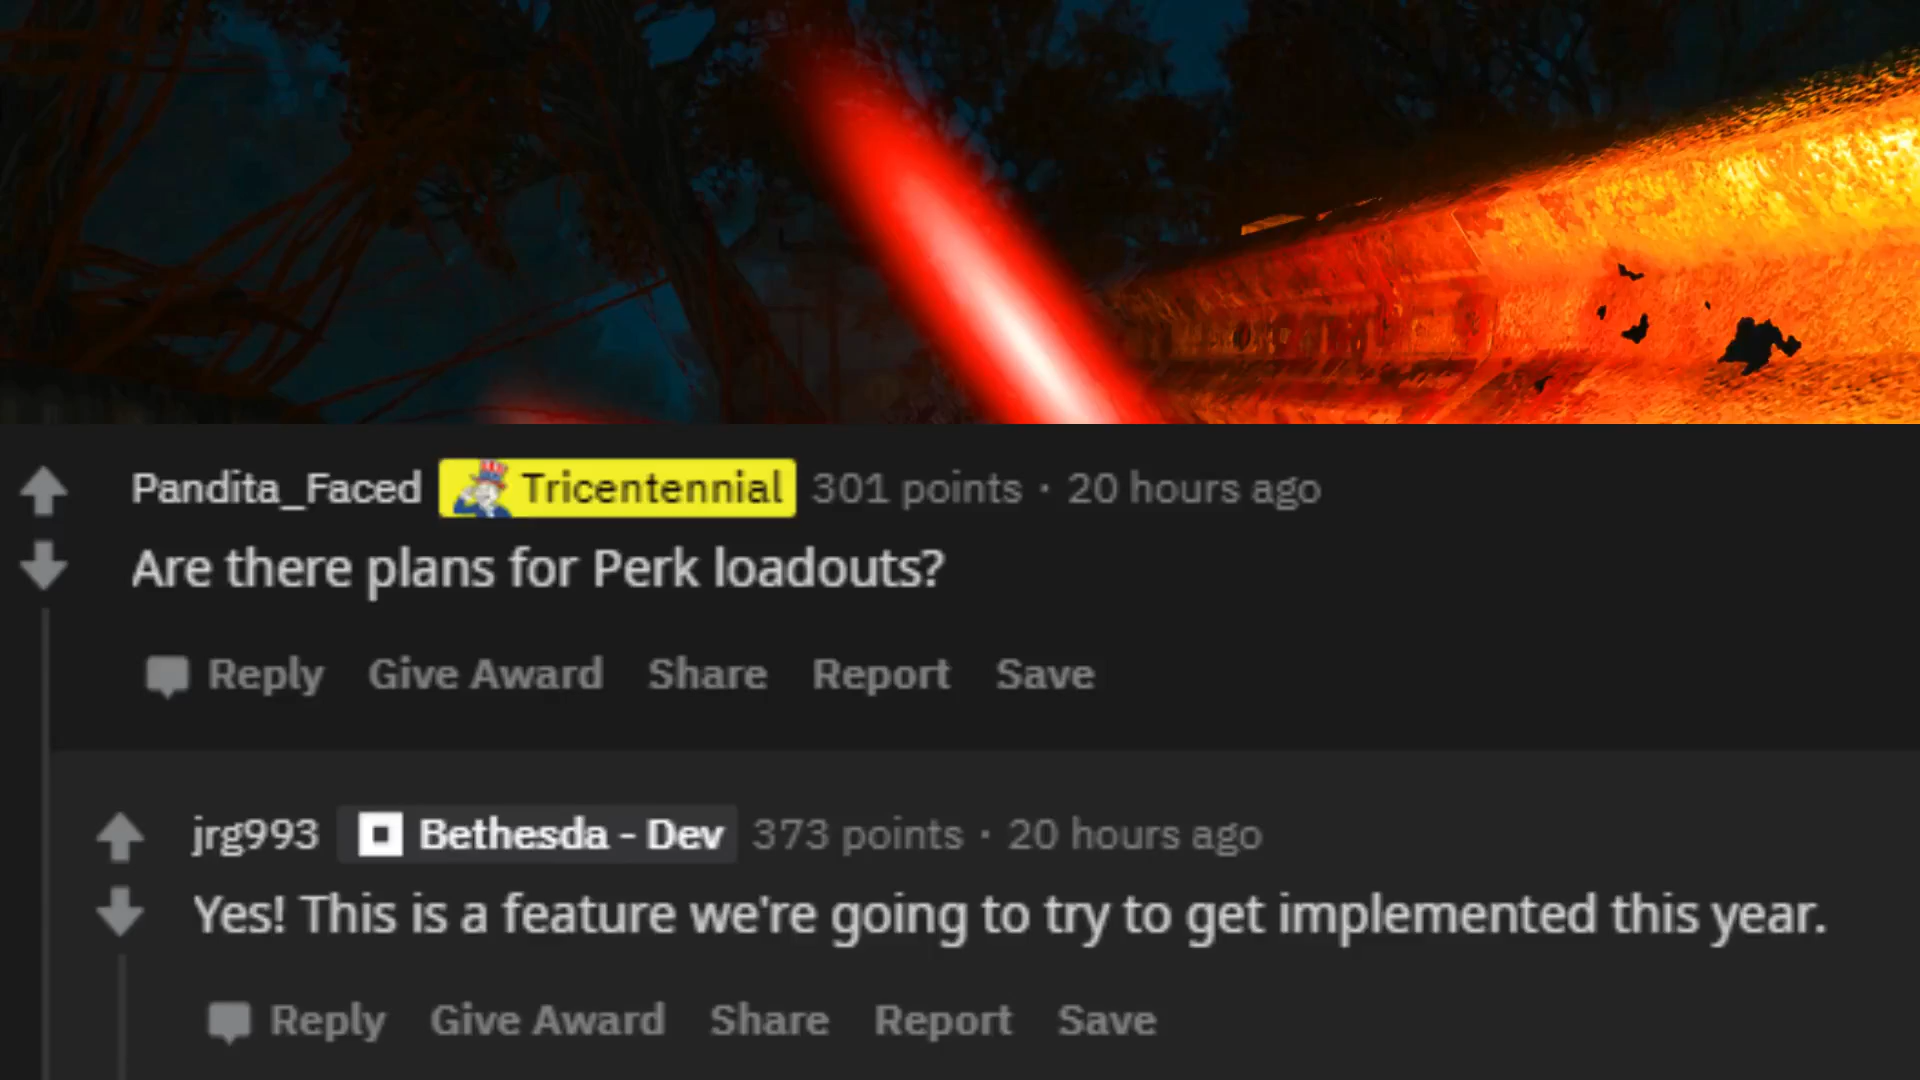 Pandita_Faced Tricentennial 301 points · 20 hours ago
Are there plans for Perk loadouts?
Reply Give Award Share Report Save
jrg993 Bethesda - Dev 373 points · 20 hours ago
Yes! This is a feature we're going to try to get implemented this year.
Reply Give Award Share Report Save